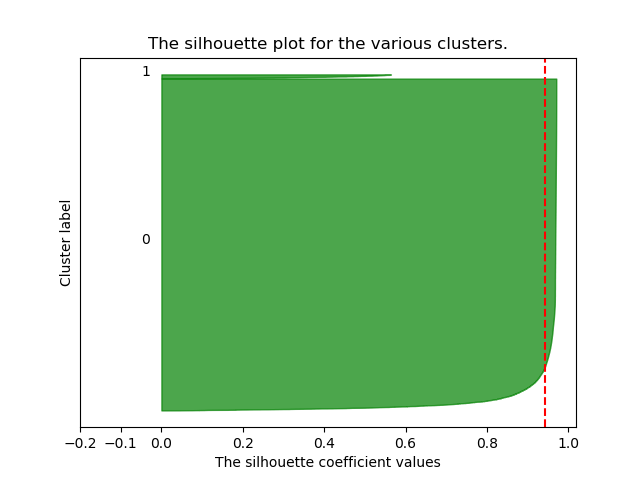 The silhouette plot for the various clusters.
1
0
Cluster label
−0.2 −0.1 0.0 0.2 0.4 0.6 0.8 1.0
The silhouette coefficient values